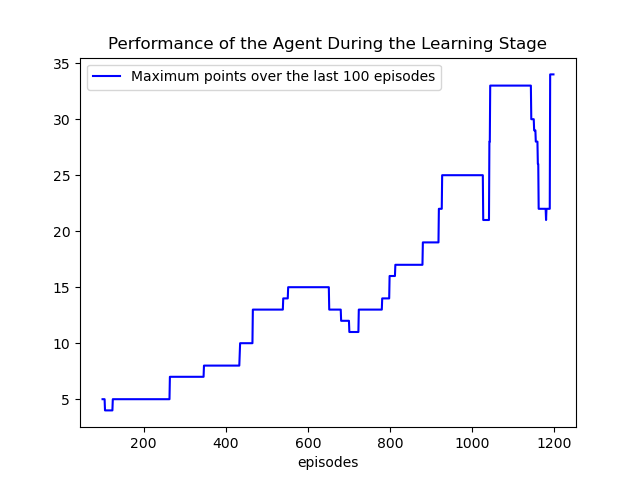 Performance of the Agent During the Learning Stage
Maximum points over the last 100 episodes
35
30
25
20
15
10
5
200 400 600 800 1000 1200
episodes